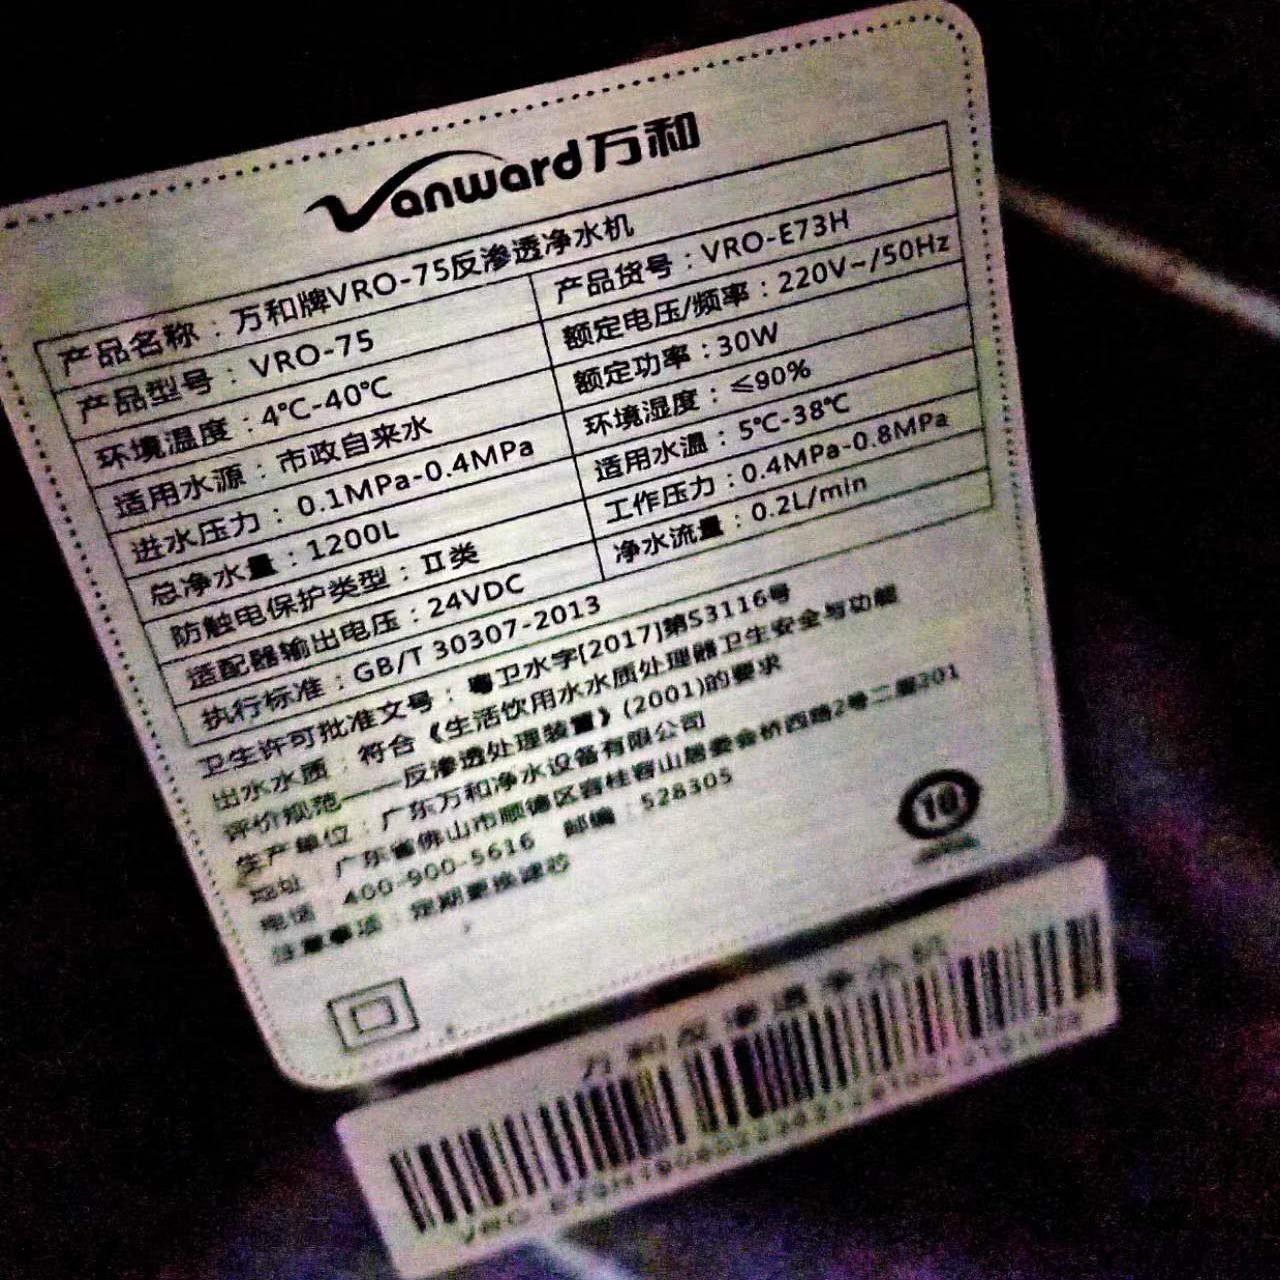 Vanward万和
产品名称：万和牌VRO-75反渗透净水机
产品型号：VRO-75 产品货号：VRO-E73H
环境温度：4℃-40℃ 额定电压/频率：220V~/50Hz
适用水源：市政自来水 额定功率：30W
进水压力：0.1MPa-0.4MPa 环境湿度：≤90%
总净水量：1200L 适用水温：5℃-38℃
防触电保护类型：Ⅱ类 工作压力：0.4MPa-0.8MPa
适配器输出电压：24VDC 净水流量：0.2L/min
执行标准：GB/T 30307-2013
卫生许可批准文号：粤卫水字[2017]第S3116号
出水水质：符合《生活饮用水水质处理器卫生安全与功能
评价规范——反渗透处理装置》(2001)的要求
生产单位：广东万和净水设备有限公司
地址：广东省佛山市顺德区容桂容山居委会桥西路2号二层201
电话：400-900-5616 邮编：528305
注意事项：定期更换滤芯
10
万和反渗透净水机